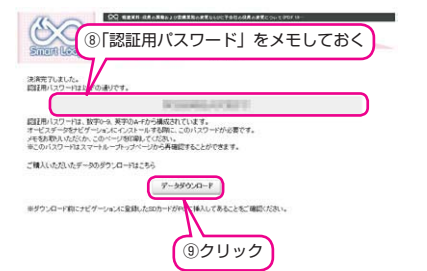 ⑧「認証用パスワード」をメモしておく
Smart Loo
決済完了しました。
認証用パスワードは以下の通りです。
認証用パスワードは、数字0-9、英字のA-Fから構成されています。
オービスデータをナビゲーションにインストールする際に、このパスワードが必要です。
メモをお取りいただくか、このページを印刷してください。
※このパスワードはスマートループトップページから再確認することができます。
ご購入いただいたデータのダウンロードはこちら
データダウンロード
※ダウンロード前にナビゲーションに登録したSDカードがPCに挿入してあることをご確認ください。
⑨クリック